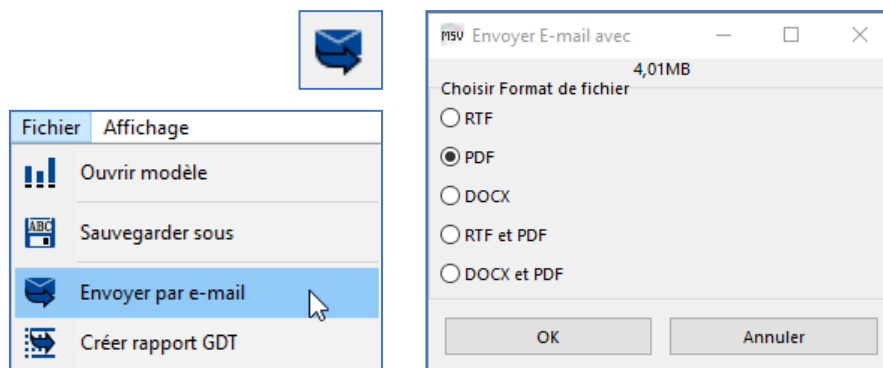 Fichier Affichage
Ouvrir modèle
ABC
Sauvegarder sous
Envoyer par e-mail
Créer rapport GDT
MSV Envoyer E-mail avec
4,01MB
Choisir Format de fichier
RTF
PDF
DOCX
RTF et PDF
DOCX et PDF
OK Annuler